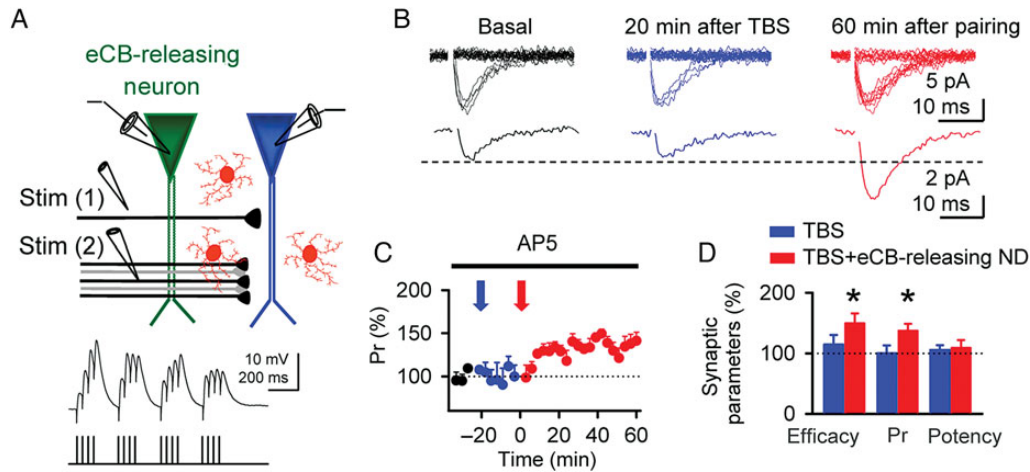 A
eCB-releasing
neuron
Stim (1)
Stim (2)
10 mV
200 ms
B
Basal
20 min after TBS
60 min after pairing
5 pA
10 ms
2 pA
10 ms
C
AP5
Pr (%)
200
150
100
−20
0
20
40
60
Time (min)
TBS
TBS+eCB-releasing ND
D
Synaptic
parameters (%)
200
100
0
*
*
Efficacy
Pr
Potency